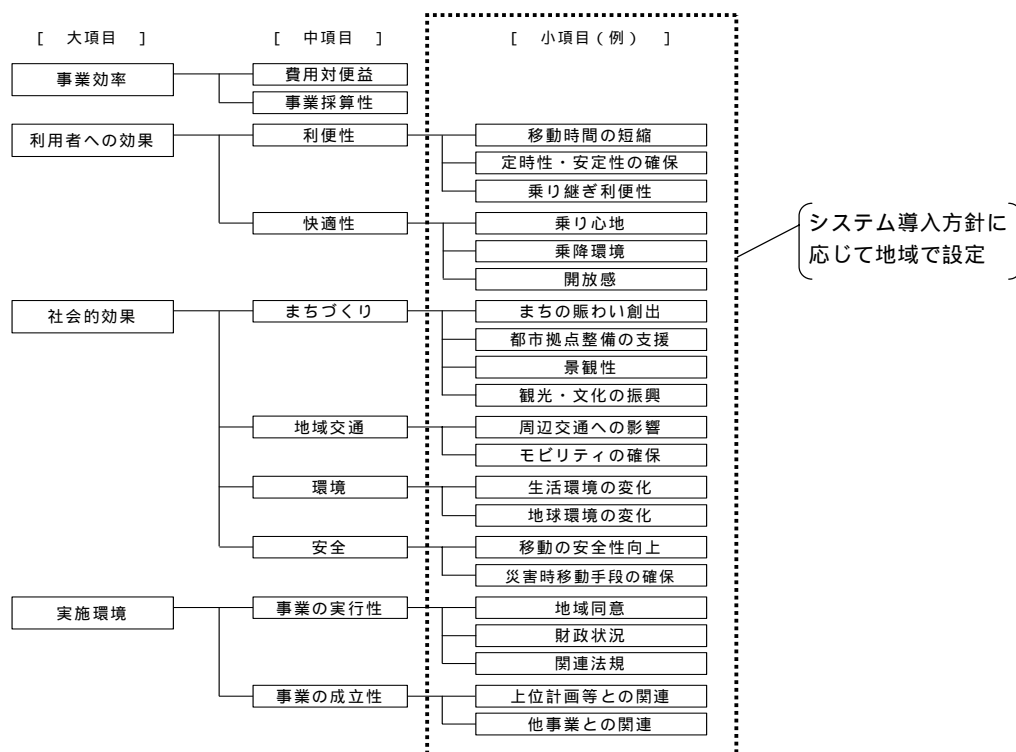 [ 大項目 ]
[ 中項目 ]
[ 小項目(例) ]
事業効率
費用対便益
事業採算性
利用者への効果
利便性
移動時間の短縮
定時性・安定性の確保
乗り継ぎ利便性
快適性
乗り心地
乗降環境
開放感
システム導入方針に
応じて地域で設定
社会的効果
まちづくり
まちの賑わい創出
都市拠点整備の支援
景観性
観光・文化の振興
地域交通
周辺交通への影響
モビリティの確保
環境
生活環境の変化
地球環境の変化
安全
移動の安全性向上
災害時移動手段の確保
実施環境
事業の実行性
地域同意
財政状況
関連法規
事業の成立性
上位計画等との関連
他事業との関連